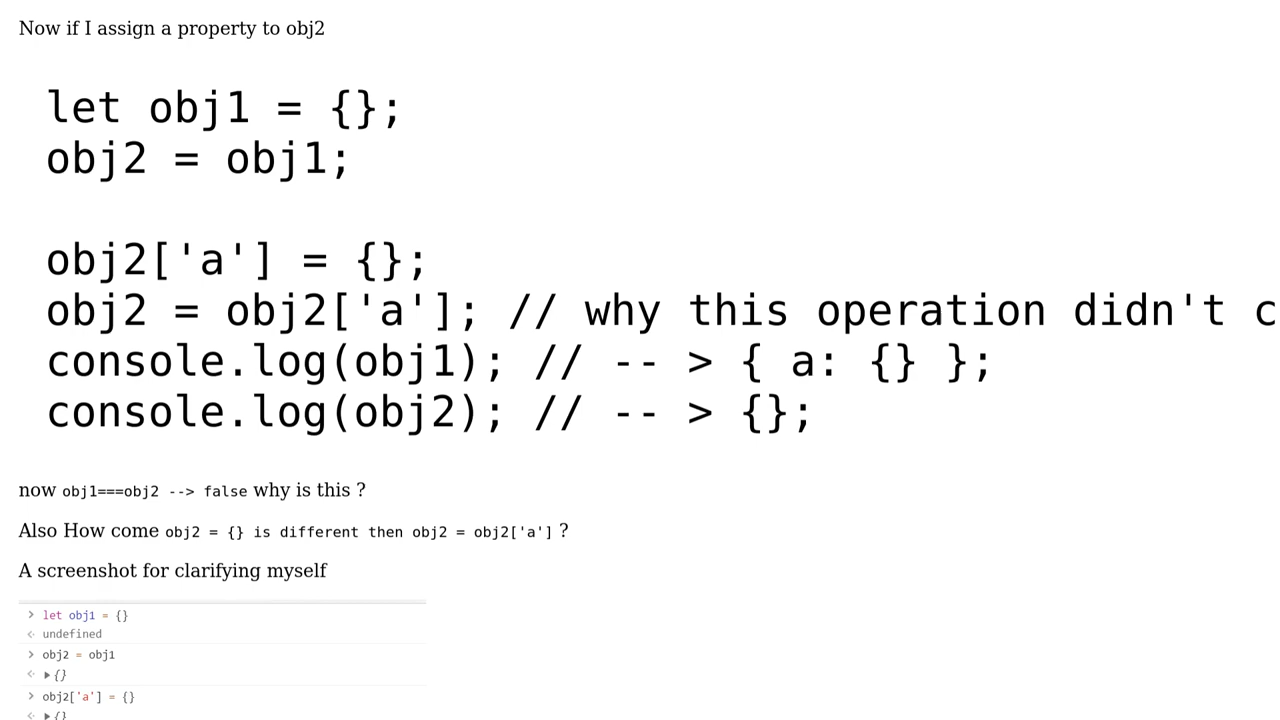 Now if I assign a property to obj2
let obj1 = {};
obj2 = obj1;
obj2['a'] = {};
obj2 = obj2['a']; // why this operation didn't c
console.log(obj1); // -- > { a: {} };
console.log(obj2); // -- > {};
now obj1===obj2 --> false why is this ?
Also How come obj2 = {} is different then obj2 = obj2['a'] ?
A screenshot for clarifying myself
> let obj1 = {}
undefined
> obj2 = obj1
▶ {}
> obj2['a'] = {}
▶ {}